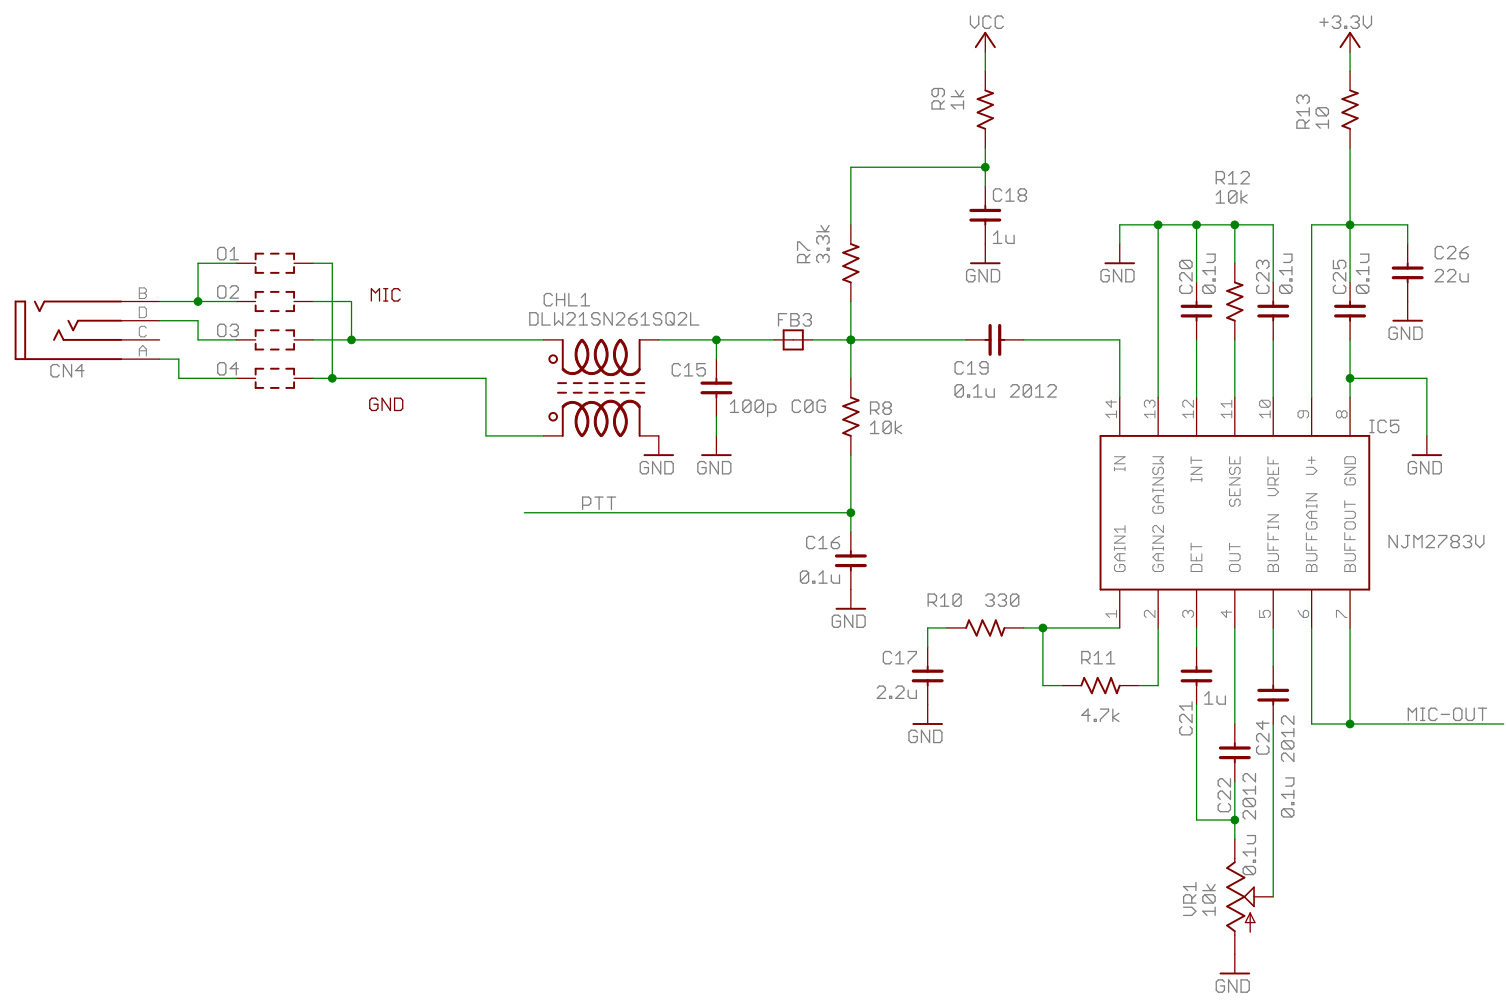 VCC
+3.3V
R9
1k
R13
10
R12
10k
C18
1u
GND
R7
3.3k
GND
C20
0.1u
C23
0.1u
C25
0.1u
C26
22u
GND
O1
O2
O3
O4
MIC
GND
B
D
C
A
CN4
CHL1
DLW21SN261SQ2L
GND
FB3
C15
100p C0G
GND
C19
0.1u 2012
R8
10k
PTT
C16
0.1u
GND
14
13
12
11
10
9
8
IC5
GND
IN
GAINSW
INT
SENSE
VREF
V+
GND
GAIN1
GAIN2
DET
OUT
BUFFIN
BUFFGAIN
BUFFOUT
NJM2783V
1
2
3
4
5
6
7
R10 330
C17
2.2u
GND
R11
4.7k
C21
1u
C22
0.1u 2012
C24
0.1u 2012
MIC-OUT
VR1
10k
GND